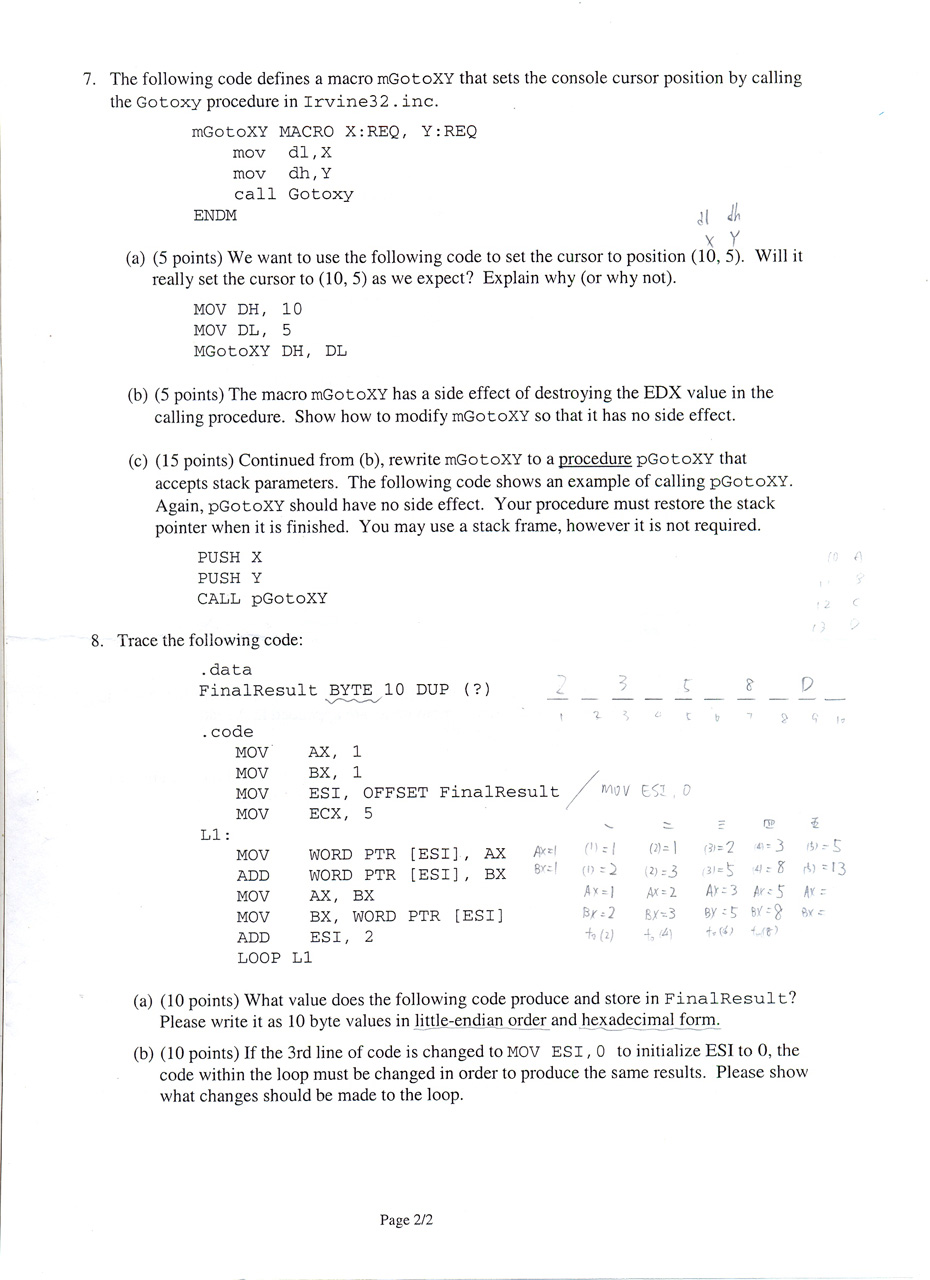 7. The following code defines a macro mGotoXY that sets the console cursor position by calling
the Gotoxy procedure in Irvine32.inc.
mGotoXY MACRO X:REQ, Y:REQ
mov dl,X
mov dh,Y
call Gotoxy
ENDM
dl dh
X Y
(a) (5 points) We want to use the following code to set the cursor to position (10, 5). Will it
really set the cursor to (10, 5) as we expect? Explain why (or why not).
MOV DH, 10
MOV DL, 5
MGotoXY DH, DL
(b) (5 points) The macro mGotoXY has a side effect of destroying the EDX value in the
calling procedure. Show how to modify mGotoXY so that it has no side effect.
(c) (15 points) Continued from (b), rewrite mGotoXY to a procedure pGotoXY that
accepts stack parameters. The following code shows an example of calling pGotoXY.
Again, pGotoXY should have no side effect. Your procedure must restore the stack
pointer when it is finished. You may use a stack frame, however it is not required.
PUSH X
10 A
PUSH Y
CALL pGotoXY
12 C
13 D
8. Trace the following code:
.data
FinalResult BYTE 10 DUP (?) 2 3 5 8 D
1 2 3 4 5 6 7 8 9 10
.code
MOV AX, 1
MOV BX, 1
MOV ESI, OFFSET FinalResult / MOV ESI, 0
MOV ECX, 5
L1: 一 二 三 四 五
MOV WORD PTR [ESI], AX AX=1 (1)=1 (2)=1 (3)=2 (4)=3 (5)=5
ADD WORD PTR [ESI], BX BX=1 (1)=2 (2)=3 (3)=5 (4)=8 (5)=13
MOV AX, BX AX=1 AX=2 AX=3 AX=5 AX=
MOV BX, WORD PTR [ESI] BX=2 BX=3 BX=5 BX=8 BX=
ADD ESI, 2 to (2) to (4) to (6) to (8)
LOOP L1
(a) (10 points) What value does the following code produce and store in FinalResult?
Please write it as 10 byte values in little-endian order and hexadecimal form.
(b) (10 points) If the 3rd line of code is changed to MOV ESI,0 to initialize ESI to 0, the
code within the loop must be changed in order to produce the same results. Please show
what changes should be made to the loop.
Page 2/2